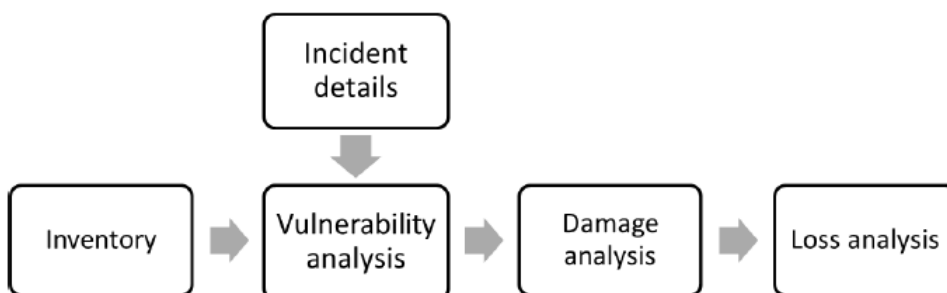 Incident
details
Inventory
Vulnerability
analysis
Damage
analysis
Loss analysis